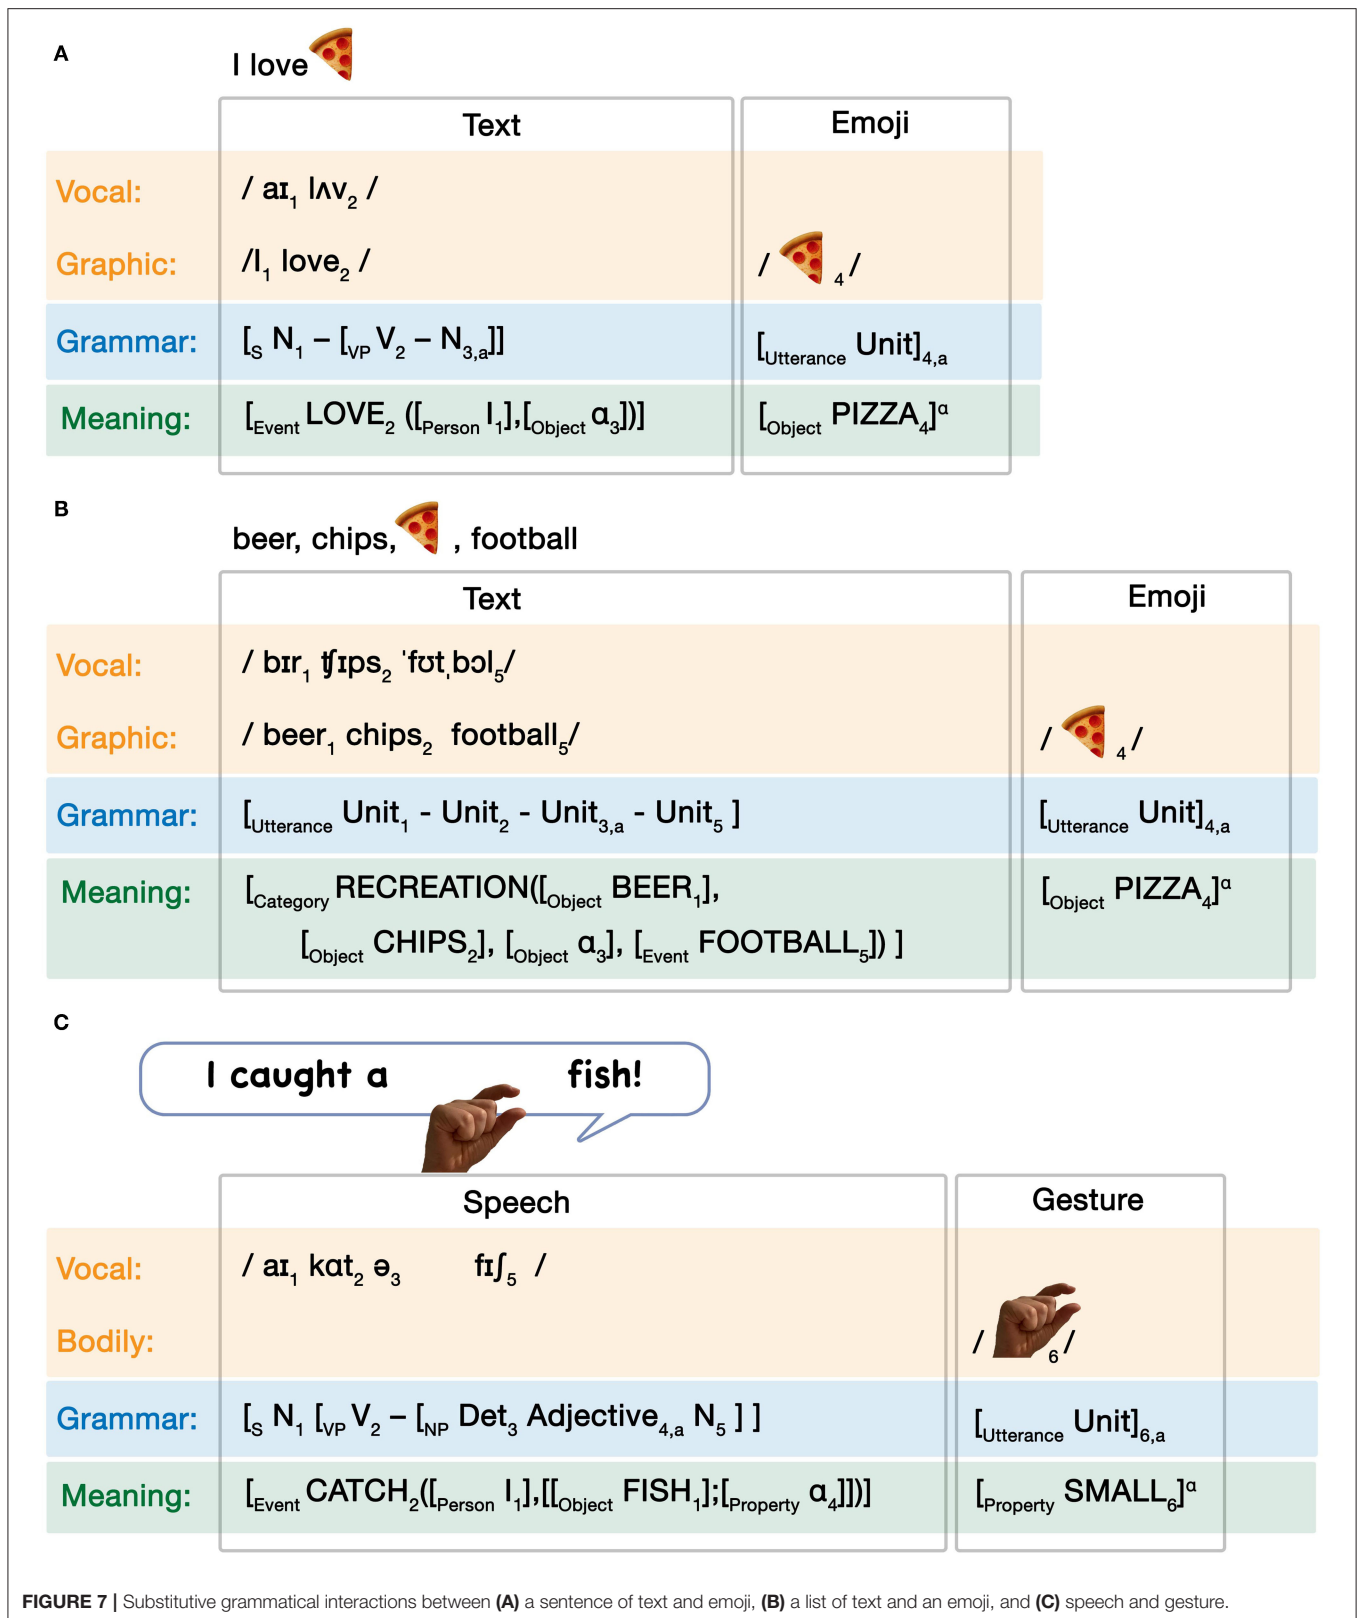 A
I love
Text Emoji
Vocal: / aɪ₁ lʌv₂ /
Graphic: /I₁ love₂ / / ₄ /
Grammar: [S N₁ – [VP V₂ – N₃,a]] [Utterance Unit]₄,a
Meaning: [Event LOVE₂ ([Person I₁],[Object ɑ₃])] [Object PIZZA₄]ᵅ
B
beer, chips, , football
Text Emoji
Vocal: / bɪr₁ ʧɪps₂ ˈfʊtˌbɔl₅/
Graphic: / beer₁ chips₂ football₅/ / ₄ /
Grammar: [Utterance Unit₁ - Unit₂ - Unit₃,a - Unit₅ ] [Utterance Unit]₄,a
Meaning: [Category RECREATION([Object BEER₁], [Object PIZZA₄]ᵅ
[Object CHIPS₂], [Object ɑ₃], [Event FOOTBALL₅]) ]
C
I caught a fish!
Speech Gesture
Vocal: / aɪ₁ kɑt₂ ə₃ fɪʃ₅ /
Bodily: / ₆ /
Grammar: [S N₁ [VP V₂ – [NP Det₃ Adjective₄,a N₅ ] ] [Utterance Unit]₆,a
Meaning: [Event CATCH₂([Person I₁],[[Object FISH₁];[Property ɑ₄]])] [Property SMALL₆]ᵅ
FIGURE 7 | Substitutive grammatical interactions between (A) a sentence of text and emoji, (B) a list of text and an emoji, and (C) speech and gesture.